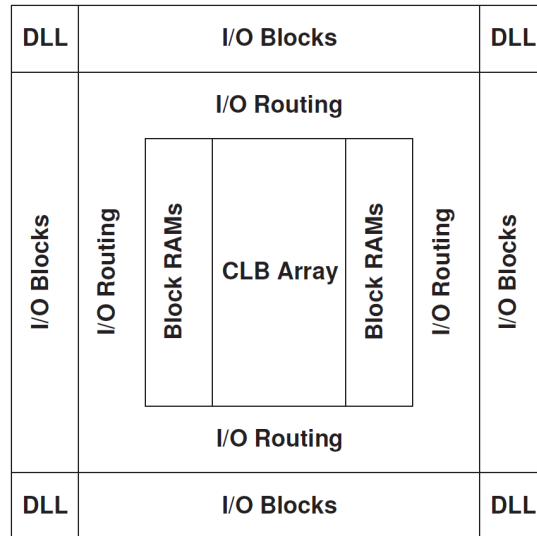 DLL
I/O Blocks
DLL
I/O Routing
I/O Blocks
I/O Routing
Block RAMs
CLB Array
Block RAMs
I/O Routing
I/O Blocks
I/O Routing
DLL
I/O Blocks
DLL